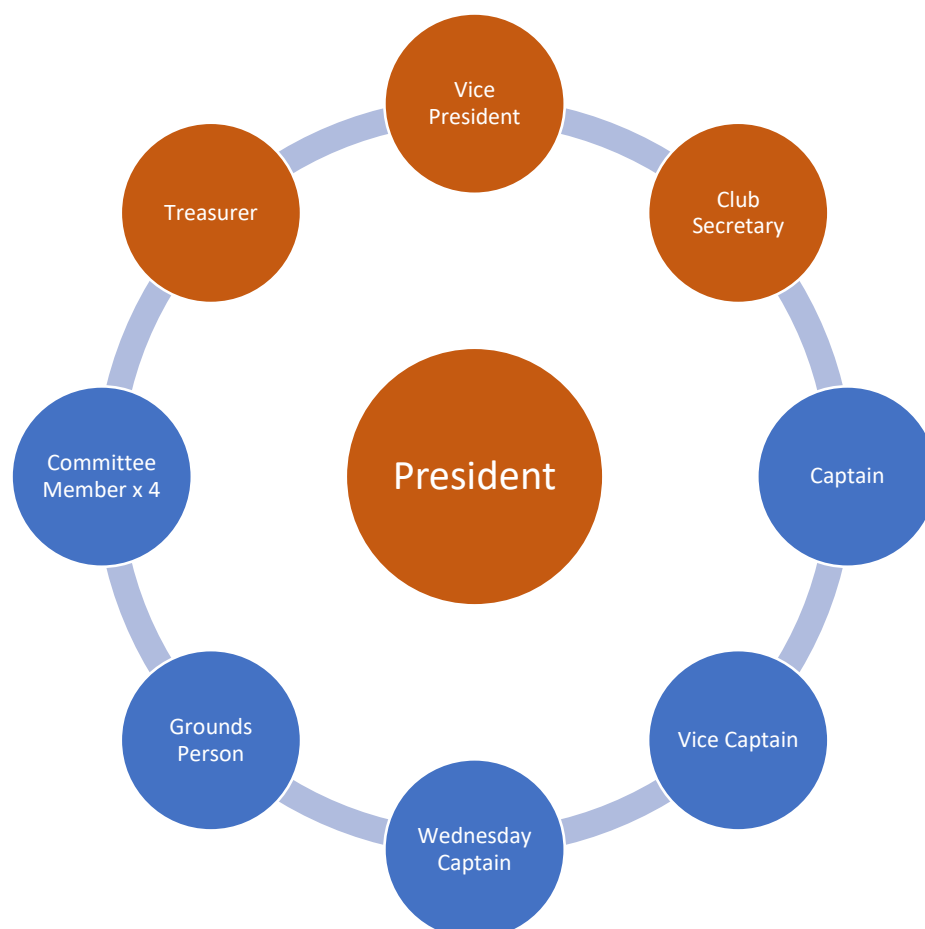 Vice
President
Club
Secretary
Treasurer
President
Captain
Committee
Member x 4
Vice Captain
Grounds
Person
Wednesday
Captain